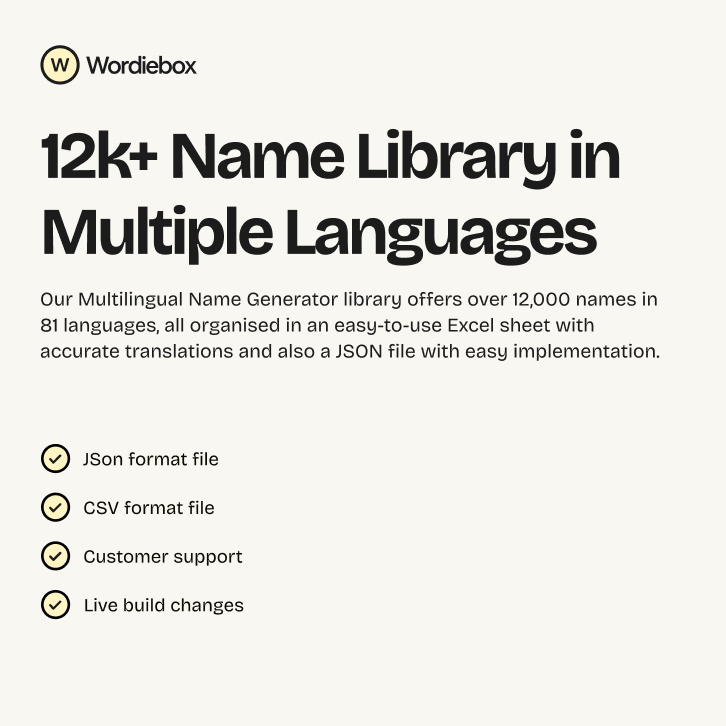 W Wordiebox
12k+ Name Library in
Multiple Languages
Our Multilingual Name Generator library offers over 12,000 names in
81 languages, all organised in an easy-to-use Excel sheet with
accurate translations and also a JSON file with easy implementation.
JSon format file
CSV format file
Customer support
Live build changes